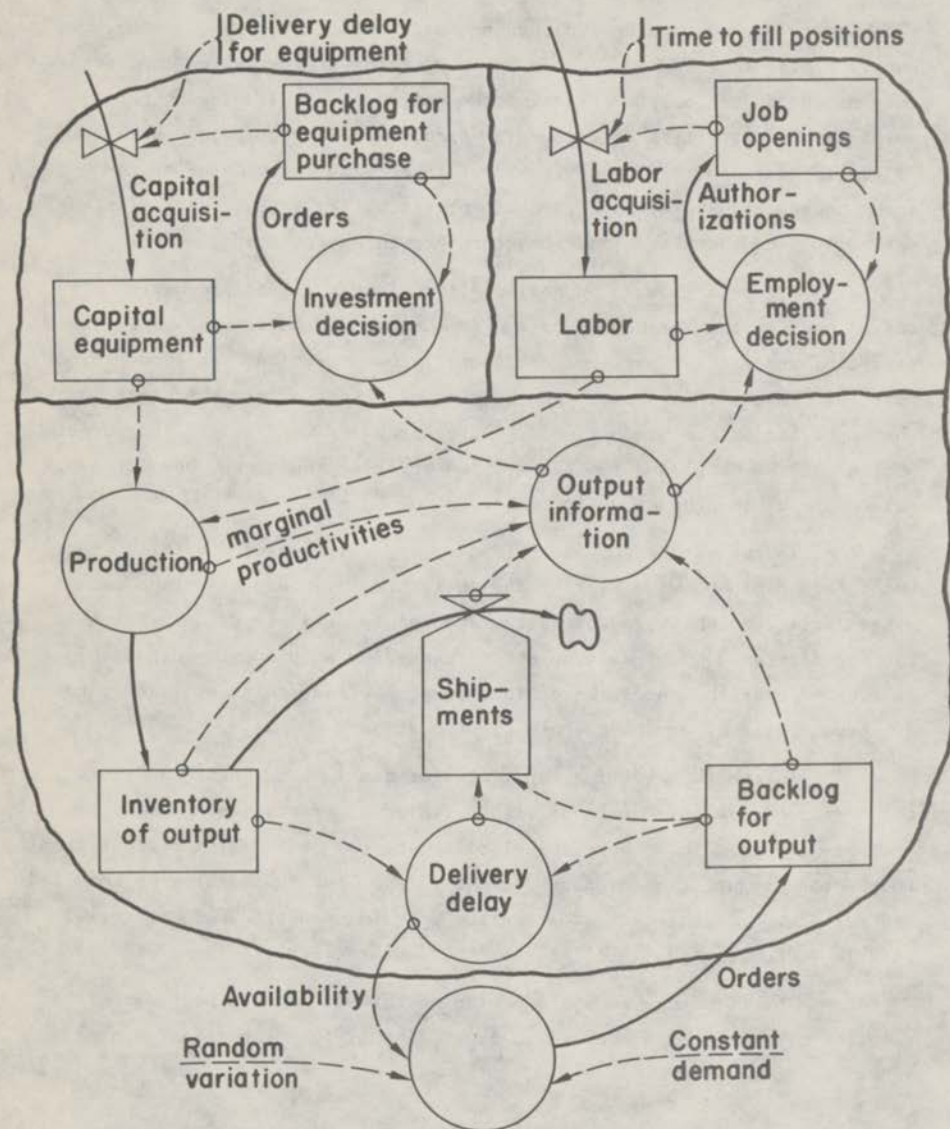 Delivery delay
for equipment
Time to fill positions
Backlog for
equipment
purchase
Job
openings
Capital
acquisi-
tion
Orders
Labor
acquisi-
tion
Author-
izations
Capital
equipment
Investment
decision
Labor
Employ-
ment
decision
Output
informa-
tion
marginal
productivities
Production
Ship-
ments
Inventory
of output
Backlog
for
output
Delivery
delay
Availability
Orders
Random
variation
Constant
demand